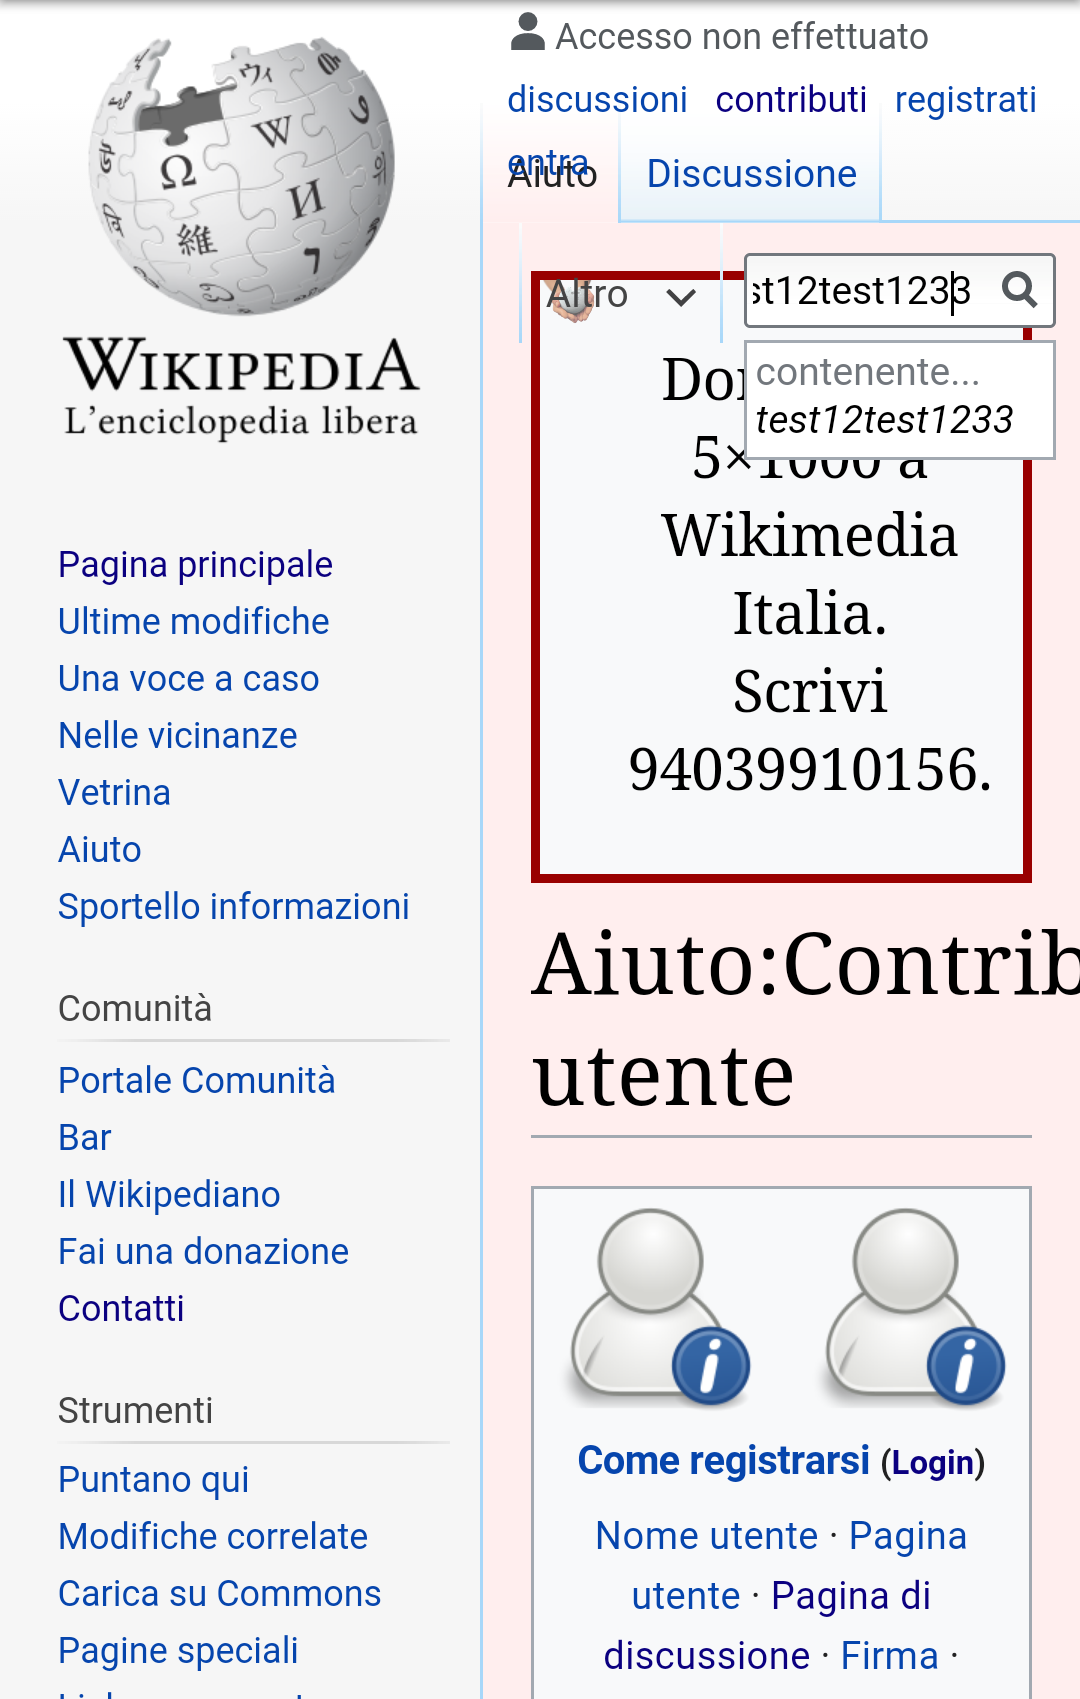 Accesso non effettuato
discussioni contributi registrati
entra
Aiuto Discussione
Altro
st12test1233
contenente...
test12test1233
WIKIPEDIA
L'enciclopedia libera
Pagina principale
Ultime modifiche
Una voce a caso
Nelle vicinanze
Vetrina
Aiuto
Sportello informazioni
Comunità
Portale Comunità
Bar
Il Wikipediano
Fai una donazione
Contatti
Strumenti
Puntano qui
Modifiche correlate
Carica su Commons
Pagine speciali
5×1000 a
Wikimedia
Italia.
Scrivi
94039910156.
Aiuto:Contrib
utente
Come registrarsi (Login)
Nome utente · Pagina
utente · Pagina di
discussione · Firma ·